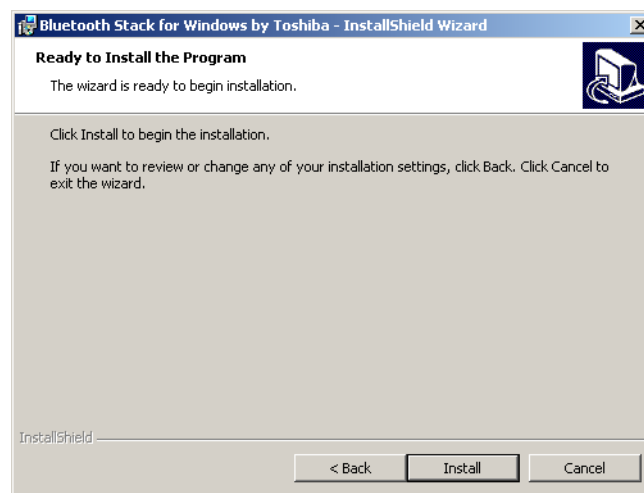 Bluetooth Stack for Windows by Toshiba - InstallShield Wizard
Ready to Install the Program
The wizard is ready to begin installation.
Click Install to begin the installation.
If you want to review or change any of your installation settings, click Back. Click Cancel to
exit the wizard.
InstallShield
< Back Install Cancel